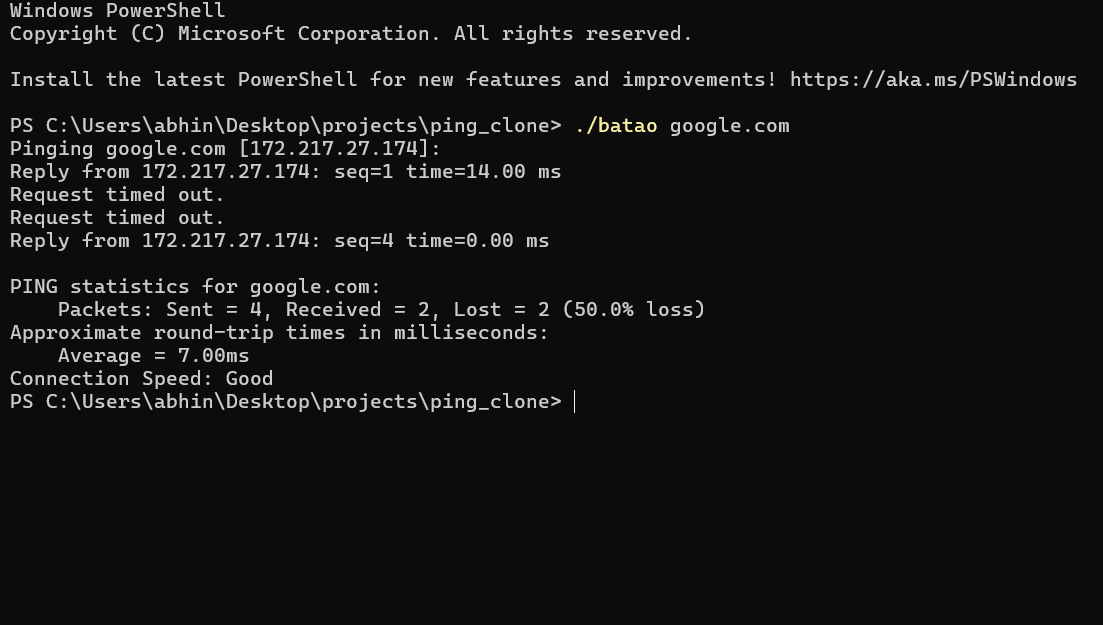 Windows PowerShell
Copyright (C) Microsoft Corporation. All rights reserved.
Install the latest PowerShell for new features and improvements! https://aka.ms/PSWindows
PS C:\Users\abhin\Desktop\projects\ping_clone> ./batao google.com
Pinging google.com [172.217.27.174]:
Reply from 172.217.27.174: seq=1 time=14.00 ms
Request timed out.
Request timed out.
Reply from 172.217.27.174: seq=4 time=0.00 ms
PING statistics for google.com:
    Packets: Sent = 4, Received = 2, Lost = 2 (50.0% loss)
Approximate round-trip times in milliseconds:
    Average = 7.00ms
Connection Speed: Good
PS C:\Users\abhin\Desktop\projects\ping_clone>